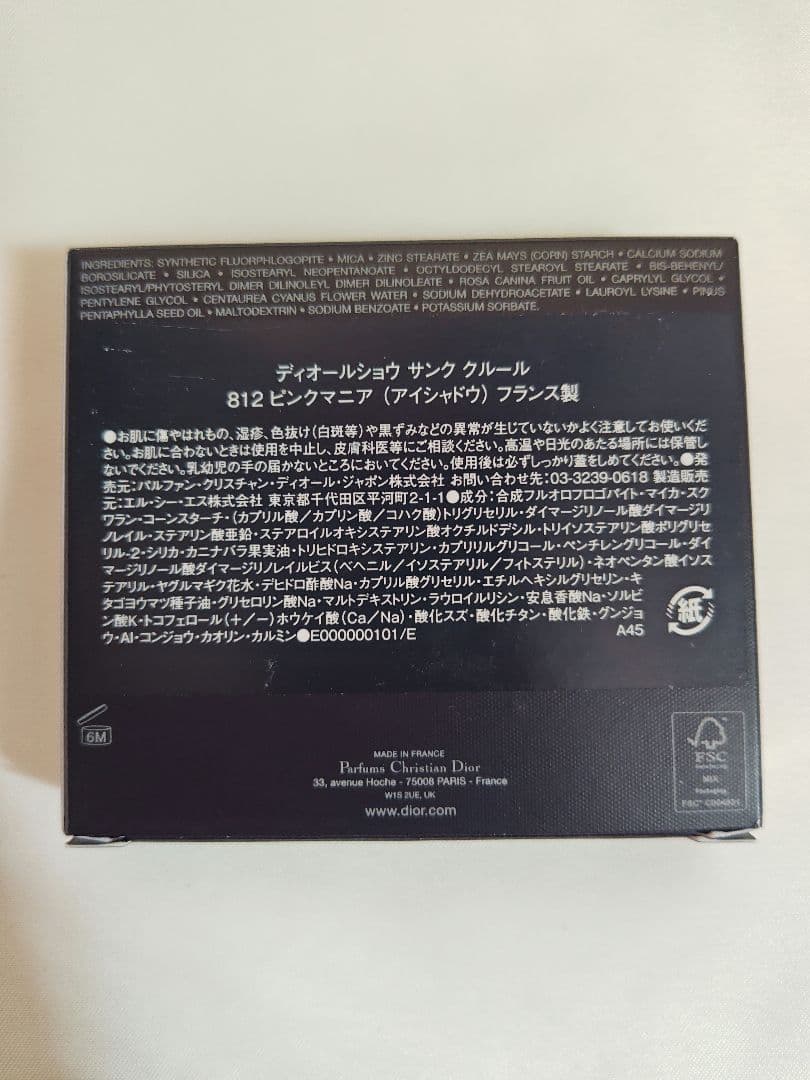 INGREDIENTS: SYNTHETIC FLUORPHLOGOPITE • MICA • ZINC STEARATE • ZEA MAYS (CORN) STARCH • CALCIUM SODIUM
BOROSILICATE • SILICA • ISOSTEARYL NEOPENTANOATE • OCTYLDODECYL STEAROYL STEARATE • BIS-BEHENYL/
ISOSTEARYL/PHYTOSTERYL DIMER DILINOLEYL DIMER DILINOLEATE • ROSA CANINA FRUIT OIL • CAPRYLYL GLYCOL •
PENTYLENE GLYCOL • CENTAUREA CYANUS FLOWER WATER • SODIUM DEHYDROACETATE • LAUROYL LYSINE • PINUS
PENTAPHYLLA SEED OIL • MALTODEXTRIN • SODIUM BENZOATE • POTASSIUM SORBATE.
ディオールショウ サンク クルール
812 ピンクマニア (アイシャドウ) フランス製
●お肌に傷やはれもの、湿疹、色抜け(白斑等)や黒ずみなどの異常が生じていないかよく注意してお使いくだ
さい。お肌に合わないときは使用を中止し、皮膚科医等にご相談ください。高温や日光のあたる場所には保管し
ないでください。乳幼児の手の届かないところにおいてください。使用後は必ずしっかり蓋をしめてください。●発
売元:パルファン・クリスチャン・ディオール・ジャポン株式会社 お問い合わせ先:03-3239-0618 製造販売
元:エル・シー・エス株式会社 東京都千代田区平河町2-1-1●成分:合成フルオロフロゴパイト・マイカ・スク
ワラン・コーンスターチ・(カプリル酸/カプリン酸/コハク酸)トリグリセリル・ダイマージリノール酸ダイマージリ
ノレイル・ステアリン酸亜鉛・ステアロイルオキシステアリン酸オクチルドデシル・トリイソステアリン酸ポリグリセ
リル-2・シリカ・カニナバラ果実油・トリヒドロキシステアリン・カプリリルグリコール・ペンチレングリコール・ダイ
マージリノール酸ダイマージリノレイルビス(ベヘニル/イソステアリル/フィトステリル)・ネオペンタン酸イソス
テアリル・ヤグルマギク花水・デヒドロ酢酸Na・カプリル酸グリセリル・エチルヘキシルグリセリン・キ
タゴヨウマツ種子油・グリセロリン酸Na・マルトデキストリン・ラウロイルリシン・安息香酸Na・ソルビ
ン酸K・トコフェロール(+/−)ホウケイ酸(Ca/Na)・酸化スズ・酸化チタン・酸化鉄・グンジョ
ウ・Al・コンジョウ・カオリン・カルミン●E000000101/E
A45
紙
6M
MADE IN FRANCE
Parfums Christian Dior
33, avenue Hoche - 75008 PARIS - France
W1S 2UE, UK
www.dior.com
FSC
MIX
Packaging